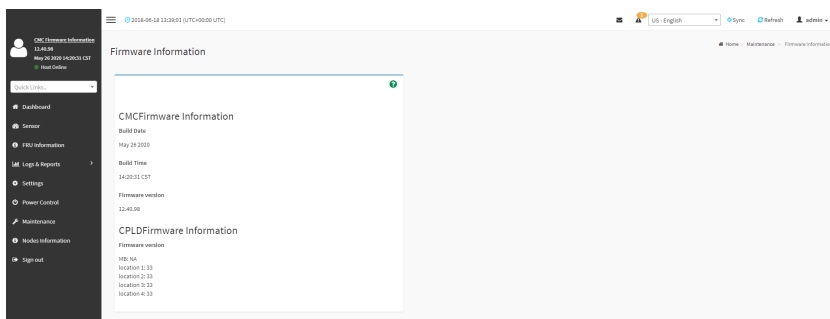 2018-06-18 13:39:01 (UTC+00:00 UTC)
US - English
Sync
Refresh
admin
CMC Firmware Information
12.40.98
May 26 2020 14:20:31 CST
Host Online
Quick Links...
Dashboard
Sensor
FRU Information
Logs & Reports
Settings
Power Control
Maintenance
Nodes Information
Sign out
Firmware Information
Home > Maintenance > Firmware Information
CMCFirmware Information
Build Date
May 26 2020
Build Time
14:20:31 CST
Firmware version
12.40.98
CPLDFirmware Information
Firmware version
MB: NA
location 1: 33
location 2: 33
location 3: 33
location 4: 33